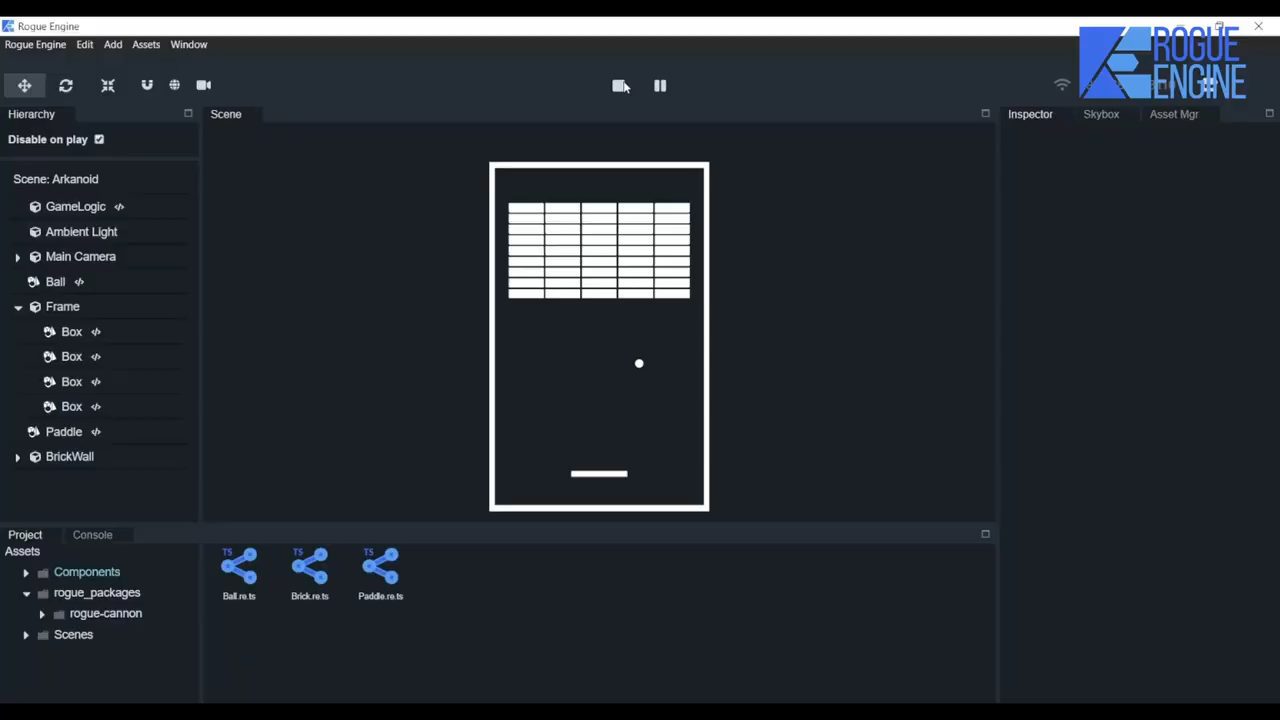 Rogue Engine
Rogue Engine Edit Add Assets Window
ROGUE
ENGINE
Hierarchy
Scene
Inspector Skybox Asset Mgr
Disable on play
Scene: Arkanoid
GameLogic
Ambient Light
Main Camera
Ball
Frame
Box
Box
Box
Box
Paddle
BrickWall
Project Console
Assets
Components
rogue_packages
rogue-cannon
Scenes
TS TS TS
Ball.re.ts Brick.re.ts Paddle.re.ts